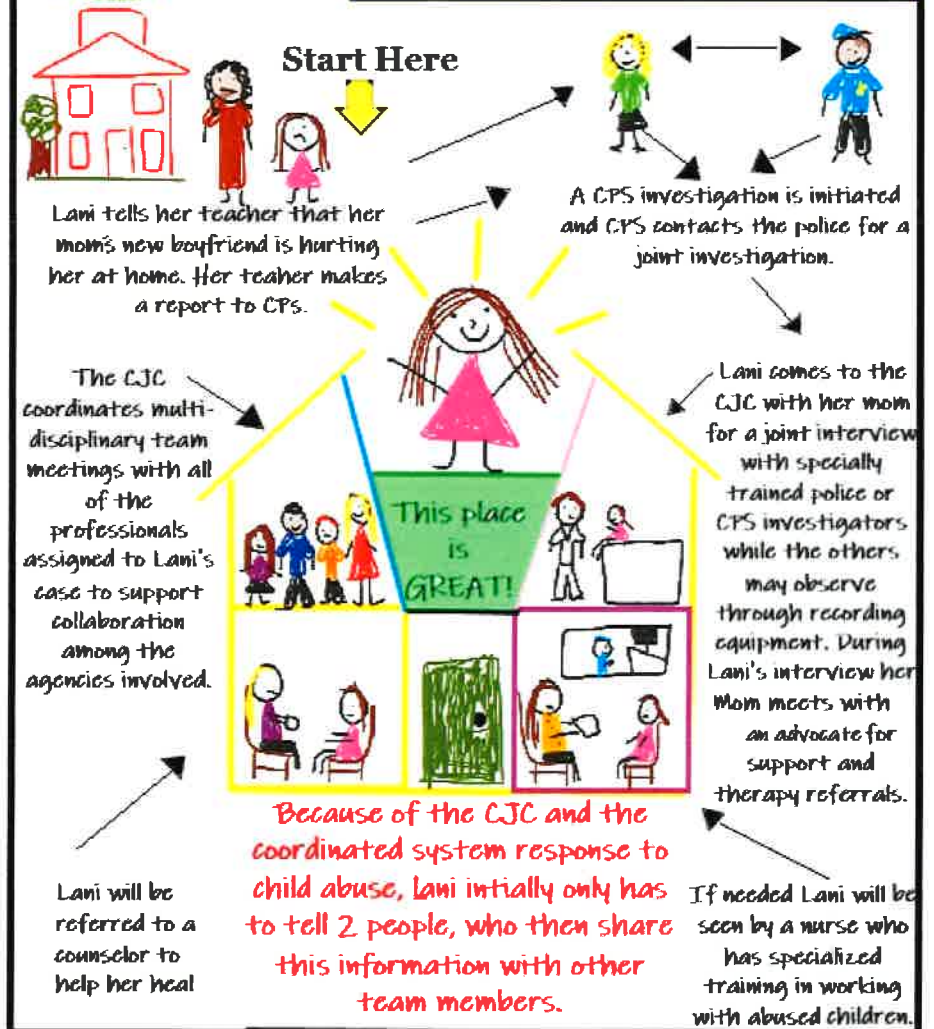 Start Here
Lani tells her teacher that her
mom's new boyfriend is hurting
her at home. Her teaher makes
a report to CPs.
A CPS investigation is initiated
and CPS contacts the police for a
joint investigation.
Lani comes to the
CJC with her mom
for a joint interview
with specially
trained police or
CPS investigators
while the others
may observe
through recording
equipment. During
Lani's interview her
Mom meets with
an advocate for
support and
therapy referrals.
The CJC
coordinates multi-
disciplinary team
meetings with all
of the
professionals
assigned to Lani's
case to support
collaboration
among the
agencies involved.
This place
is
GREAT!
If needed Lani will be
seen by a nurse who
has specialized
training in working
with abused children.
Lani will be
referred to a
counselor to
help her heal
Because of the CJC and the
coordinated system response to
child abuse, Lani intially only has
to tell 2 people, who then share
this information with other
team members.